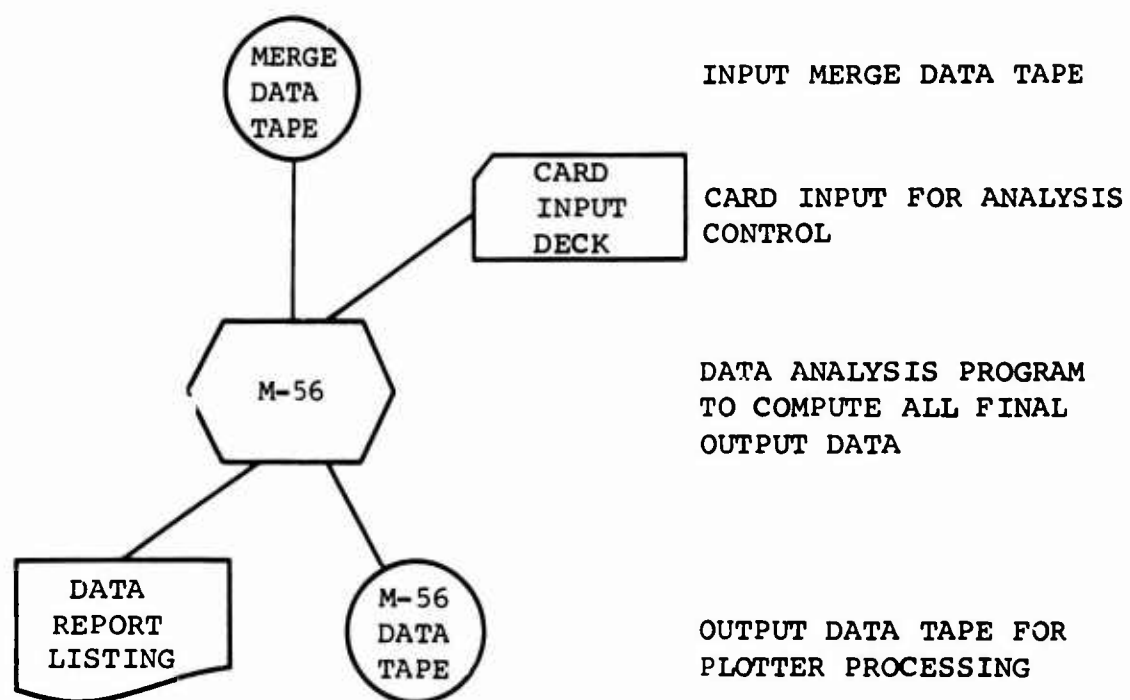 MERGE
DATA
TAPE
INPUT MERGE DATA TAPE
CARD
INPUT
DECK
CARD INPUT FOR ANALYSIS
CONTROL
M-56
DATA ANALYSIS PROGRAM
TO COMPUTE ALL FINAL
OUTPUT DATA
DATA
REPORT
LISTING
M-56
DATA
TAPE
OUTPUT DATA TAPE FOR
PLOTTER PROCESSING